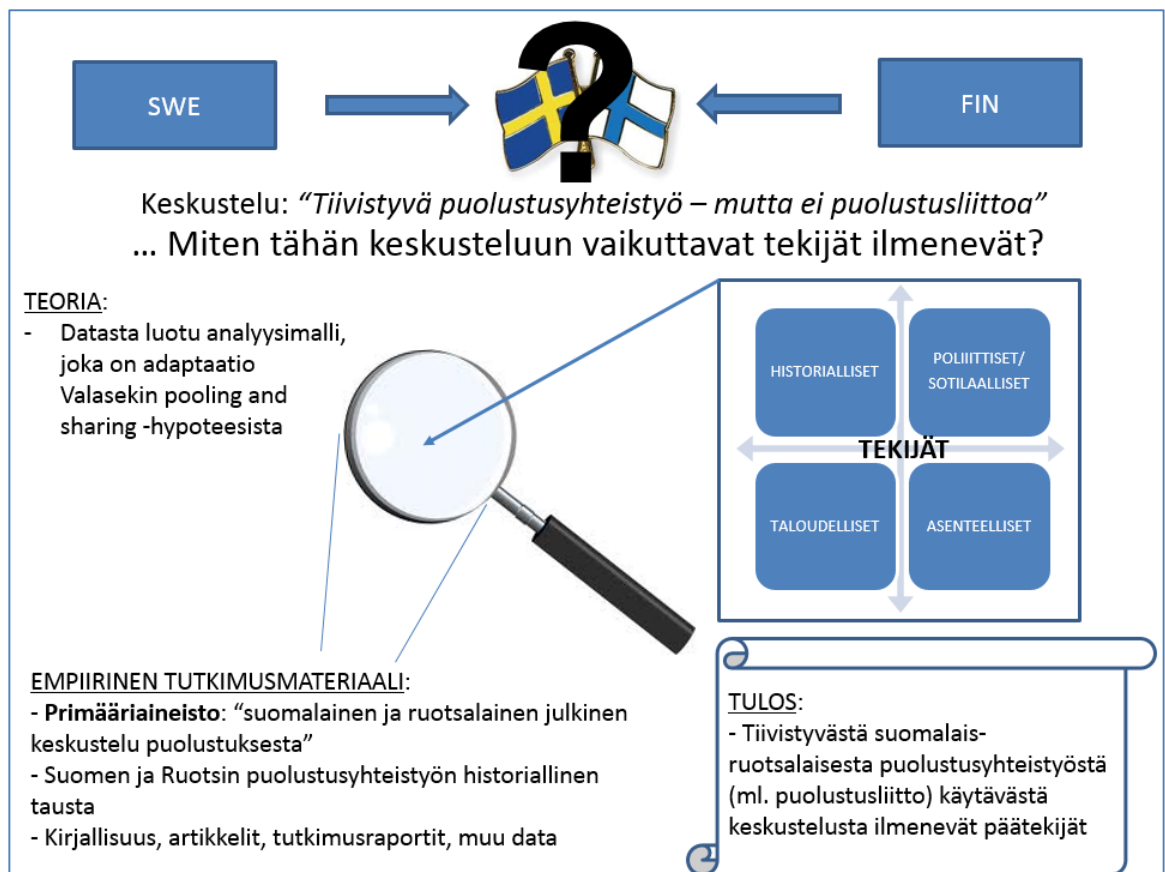 SWE
FIN
Keskustelu: “Tiivistyvä puolustusyhteistyö – mutta ei puolustusliittoa”
... Miten tähän keskusteluun vaikuttavat tekijät ilmenevät?
TEORIA:
- Datasta luotu analyysimalli,
joka on adaptaatio
Valasekin pooling and
sharing -hypoteesista
HISTORIALLISET
POLIITTISET/
SOTILAALLISET
TEKIJÄT
TALOUDELLISET
ASENTEELLISET
EMPIIRINEN TUTKIMUSMATERIAALI:
- Primääriaineisto: “suomalainen ja ruotsalainen julkinen
keskustelu puolustuksesta”
- Suomen ja Ruotsin puolustusyhteistyön historiallinen
tausta
- Kirjallisuus, artikkelit, tutkimusraportit, muu data
TULOS:
- Tiivistyvästä suomalais-
ruotsalaisesta puolustusyhteistyöstä
(ml. puolustusliitto) käytävästä
keskustelusta ilmenevät päätekijät